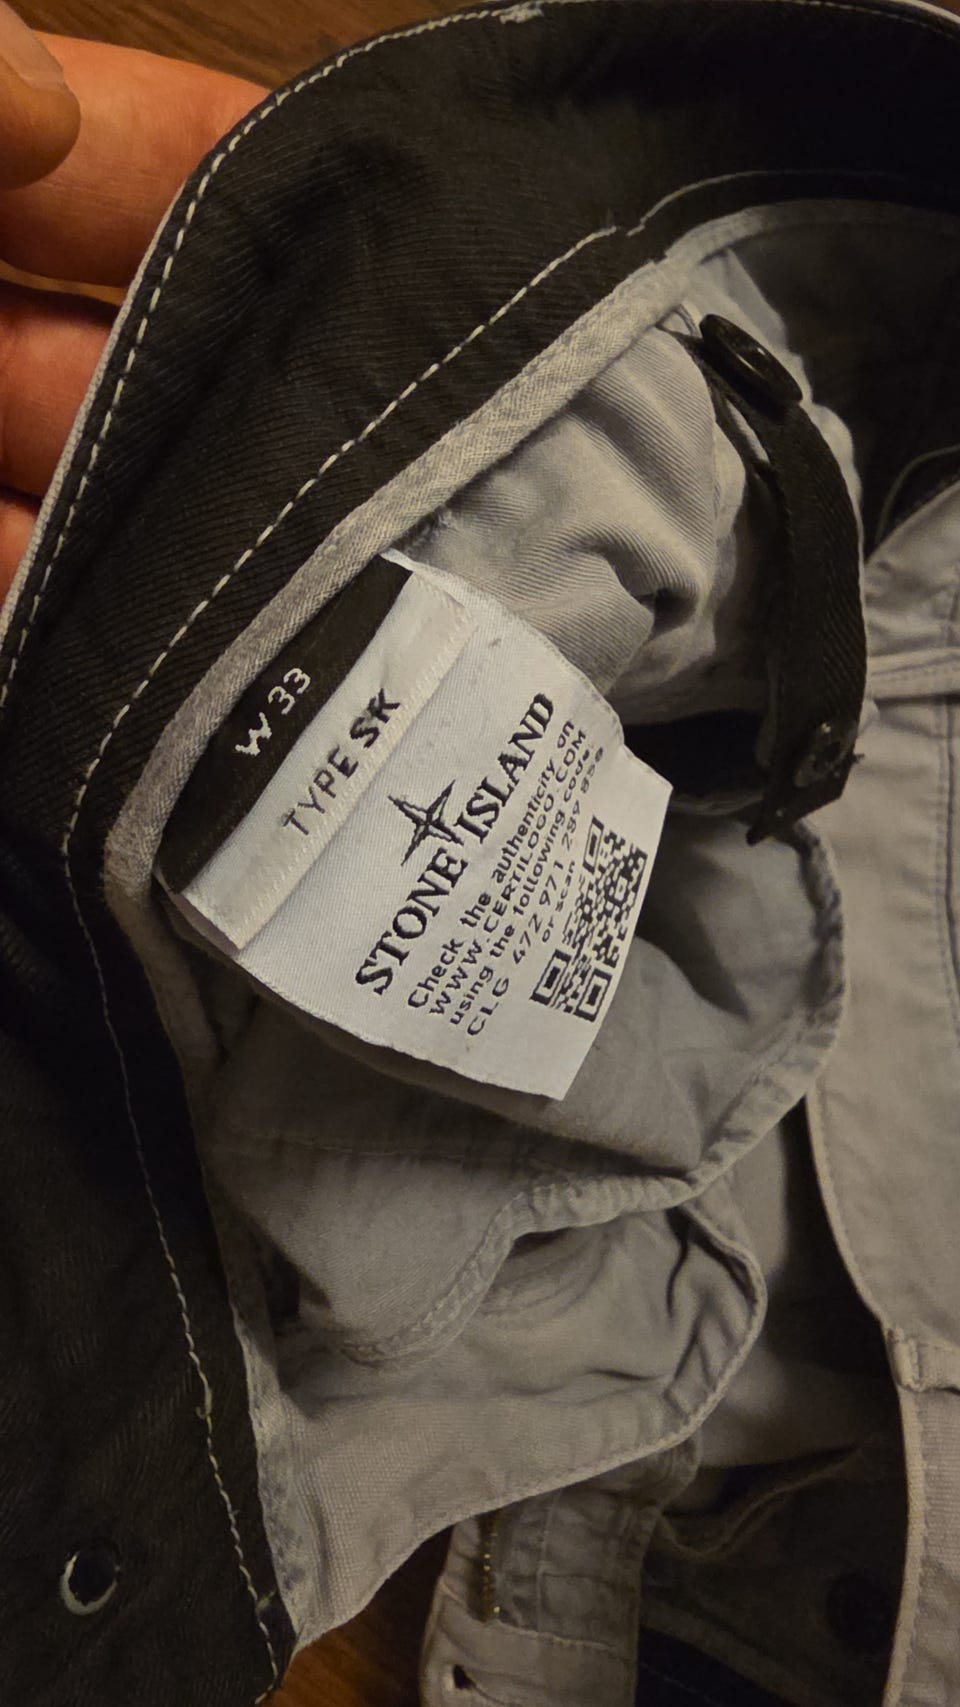 W 33
TYPE SK
STONE ISLAND
Check the authenticity on
WWW.CERTILOGO.COM
using the following code.
CLG 472 971 289 859
or scan